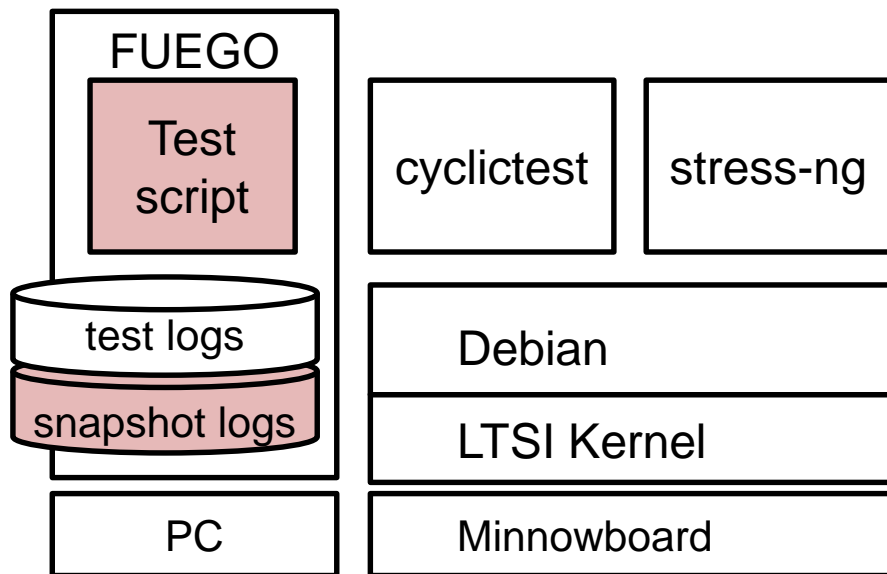 FUEGO
Test
script
test logs
snapshot logs
PC
cyclictest
stress-ng
Debian
LTSI Kernel
Minnowboard